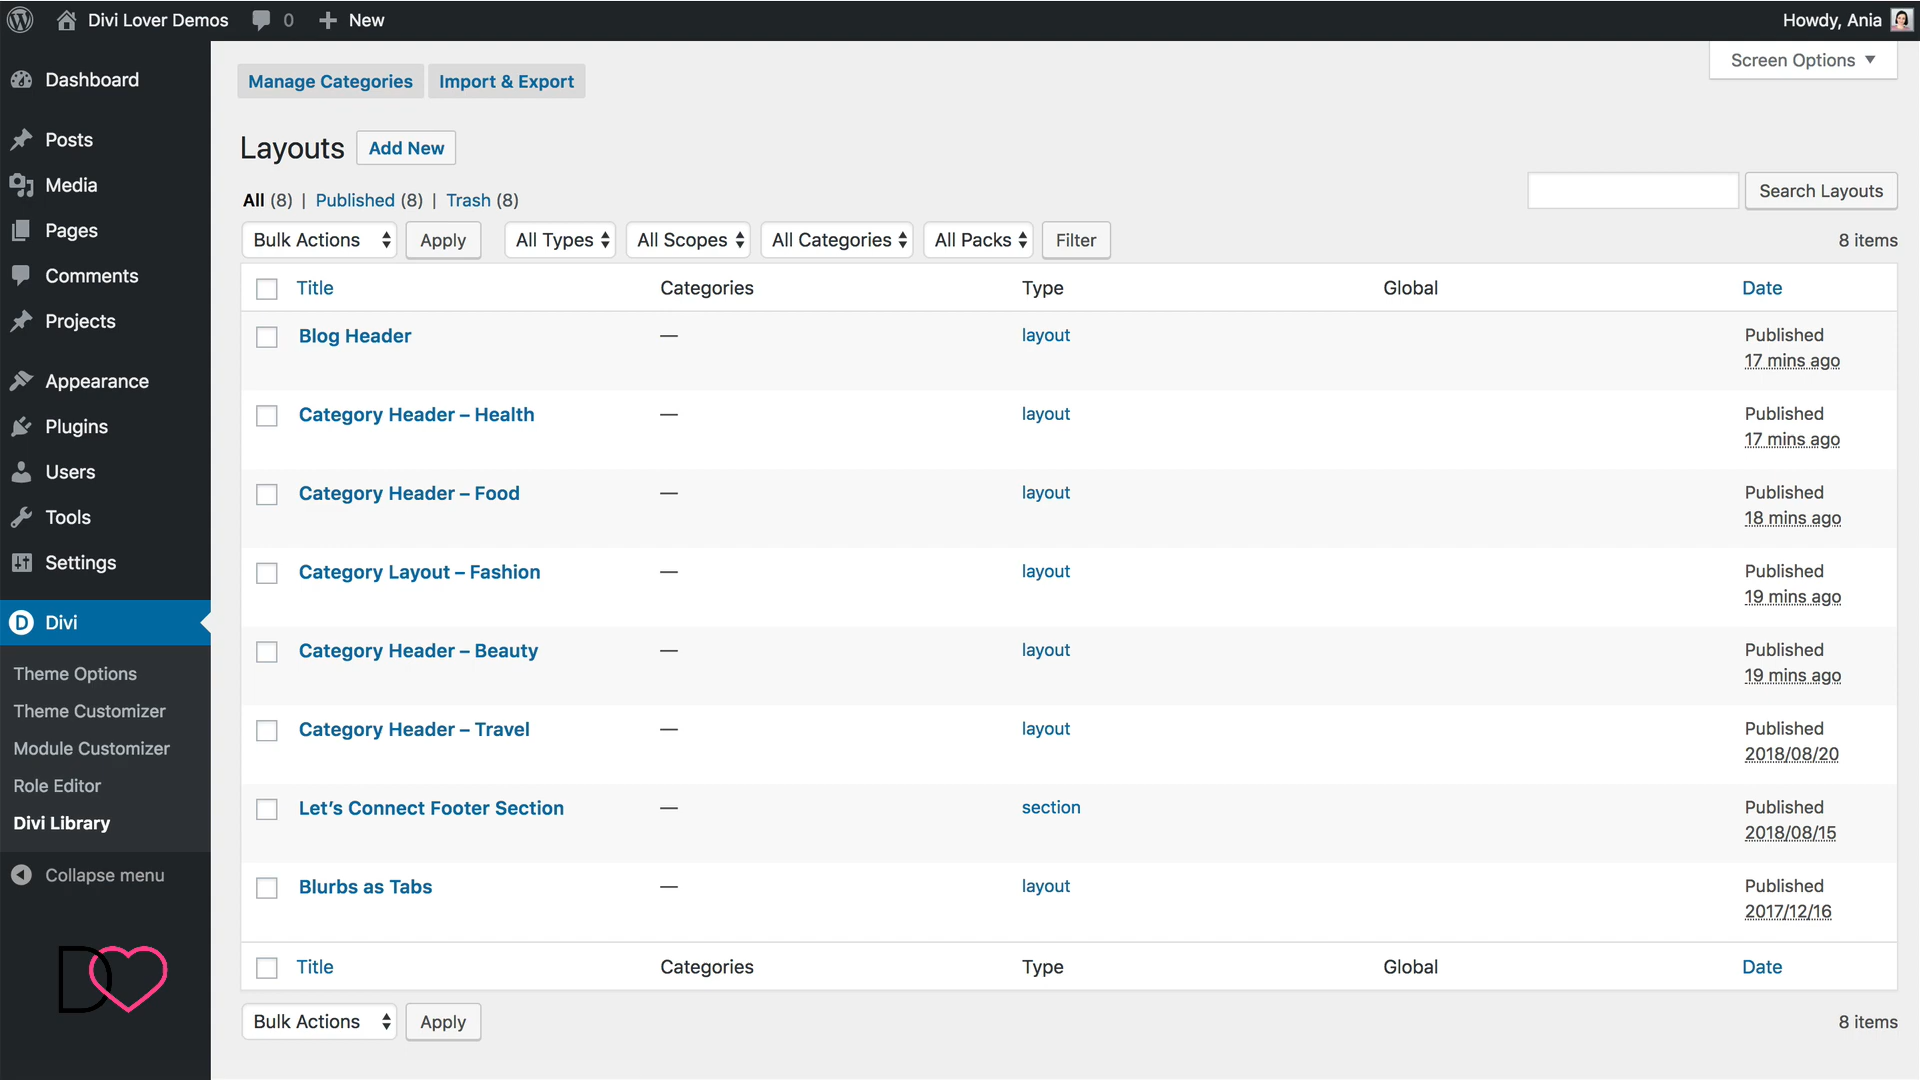 Divi Lover Demos 0 New Howdy, Ania
Screen Options
Dashboard
Posts
Media
Pages
Comments
Projects
Appearance
Plugins
Users
Tools
Settings
Divi
Theme Options
Theme Customizer
Module Customizer
Role Editor
Divi Library
Collapse menu
Manage Categories Import & Export
Layouts Add New
All (8) | Published (8) | Trash (8)
Search Layouts
Bulk Actions Apply All Types All Scopes All Categories All Packs Filter 8 items
Title Categories Type Global Date
Blog Header — layout Published
17 mins ago
Category Header – Health — layout Published
17 mins ago
Category Header – Food — layout Published
18 mins ago
Category Layout – Fashion — layout Published
19 mins ago
Category Header – Beauty — layout Published
19 mins ago
Category Header – Travel — layout Published
2018/08/20
Let’s Connect Footer Section — section Published
2018/08/15
Blurbs as Tabs — layout Published
2017/12/16
Title Categories Type Global Date
Bulk Actions Apply 8 items